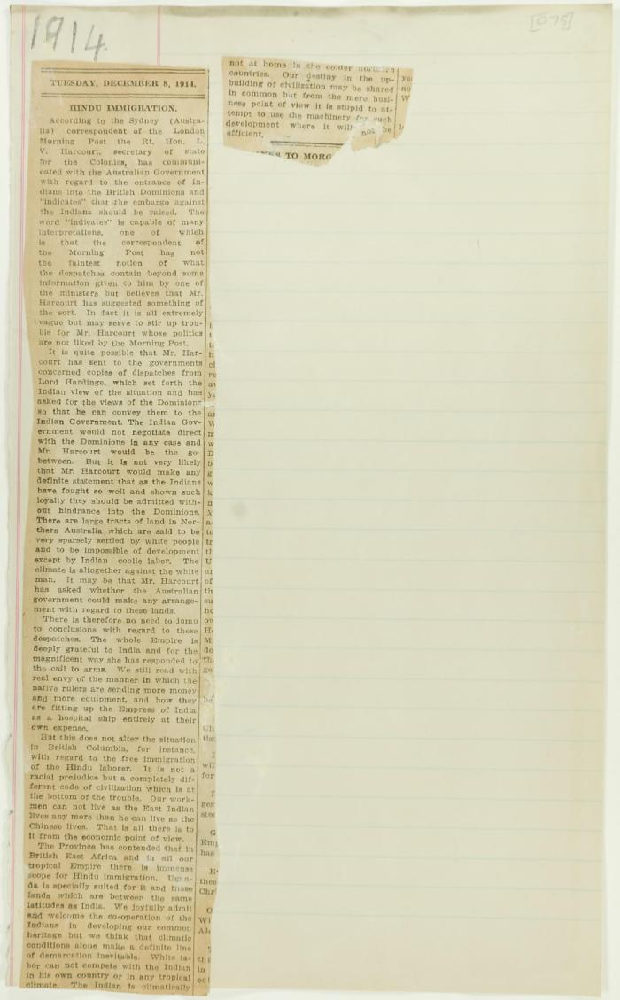 1914.
[075]
TUESDAY, DECEMBER 8, 1914.
HINDU IMMIGRATION.
According to the Sydney (Austra-
lia) correspondent of the London
Morning Post the Rt. Hon. L.
V. Harcourt, secretary of state
for the Colonies, has communi-
cated with the Australian Government
with regard to the entrance of In-
dians into the British Dominions and
"indicates" that the embargo against
the Indians should be raised. The
word "indicates" is capable of many
interpretations, one of which
is that the correspondent of
the Morning Post has not
the faintest notion of what
the despatches contain beyond some
information given to him by one of
the ministers but believes that Mr.
Harcourt has suggested something of
the sort. In fact it is all extremely
vague but may serve to stir up trou-
ble for Mr. Harcourt whose politics
are not liked by the Morning Post.
It is quite possible that Mr. Har-
court has sent to the governments
concerned copies of dispatches from
Lord Hardinge, which set forth the
Indian view of the situation and has
asked for the views of the Dominions
so that he can convey them to the
Indian Government. The Indian Gov-
ernment would not negotiate direct
with the Dominions in any case and
Mr. Harcourt would be the go-
between. But it is not very likely
that Mr. Harcourt would make any
definite statement that as the Indians
have fought so well and shown such
loyalty they should be admitted with-
out hindrance into the Dominions.
There are large tracts of land in Nor-
thern Australia which are said to be
very sparsely settled by white people
and to be impossible of development
except by Indian coolie labor. The
climate is altogether against the white
man. It may be that Mr. Harcourt
has asked whether the Australian
government could make any arrange-
ment with regard to these lands.
There is therefore no need to jump
to conclusions with regard to these
despatches. The whole Empire is
deeply grateful to India and for the
magnificent way she has responded to
the call to arms. We still read with
real envy of the manner in which the
native rulers are sending more money
and more equipment, and how they
are fitting up the Empress of India
as a hospital ship entirely at their
own expense.
But this does not alter the situation
in British Columbia, for instance,
with regard to the free immigration
of the Hindu laborer. It is not a
racial prejudice but a completely dif-
ferent code of civilization which is at
the bottom of the trouble. Our work-
men can not live as the East Indian
lives any more than he can live as the
Chinese lives. That is all there is to
it from the economic point of view.
The Province has contended that in
British East Africa and in all our
tropical Empire there is immense
scope for Hindu immigration. Ugan-
da is specially suited for it and those
lands which are between the same
latitudes as India. We joyfully admit
and welcome the co-operation of the
Indians in developing our common
heritage but we think that climatic
conditions alone make a definite line
of demarcation inevitable. White la-
bor can not compete with the Indian
in his own country or in any tropical
climate. The Indian is climatically
not at home in the colder northern
countries. Our destiny in the up-
building of civilization may be shared
in common but from the mere busi-
ness point of view it is stupid to at-
tempt to use the machinery for such
development where it will not be
efficient.
TO MORO